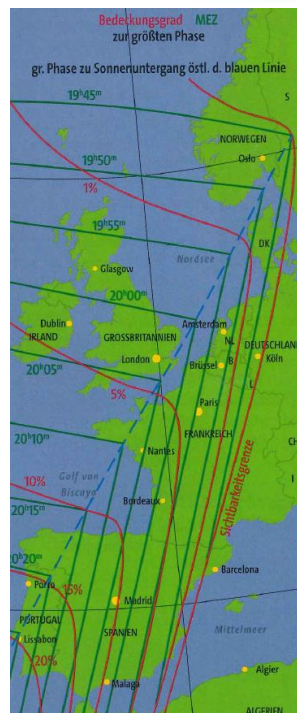 Bedeckungsgrad MEZ
zur größten Phase
gr. Phase zu Sonnenuntergang östl. d. blauen Linie
S
19ʰ45ᵐ
NORWEGEN
Oslo
19ʰ50ᵐ
1%
19ʰ55ᵐ
DK
Nordsee
Glasgow
20ʰ00ᵐ
Dublin
IRLAND
GROSSBRITANNIEN
Amsterdam
NL
DEUTSCHLAND
London
Brüssel
B
Köln
20ʰ05ᵐ
L
5%
Paris
FRANKREICH
20ʰ10ᵐ
CH
Nantes
Sichtbarkeitsgrenze
10%
Golf von
Biscaya
I
20ʰ15ᵐ
Bordeaux
20ʰ20ᵐ
Barcelona
Porto
15%
Madrid
PORTUGAL
SPANIEN
Mittelmeer
Lissabon
20%
Malaga
Algier
ALGERIEN